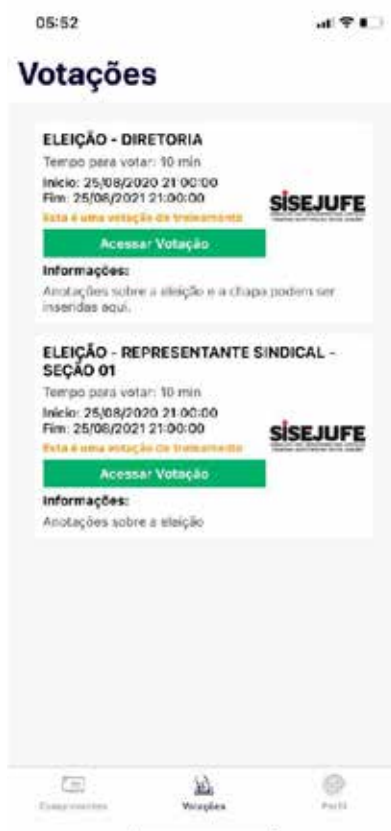 05:52
Votações
ELEIÇÃO - DIRETORIA
Tempo para votar: 10 min
Início: 25/08/2020 21:00:00
Fim: 25/08/2021 21:00:00
Esta é uma votação de treinamento
SISEJUFE
Acessar Votação
Informações:
Anotações sobre a eleição e a chapa podem ser
inseridas aqui.
ELEIÇÃO - REPRESENTANTE SINDICAL -
SEÇÃO 01
Tempo para votar: 10 min
Início: 25/08/2020 21:00:00
Fim: 25/08/2021 21:00:00
Esta é uma votação de treinamento
SISEJUFE
Acessar Votação
Informações:
Anotações sobre a eleição
Votações
Perfil